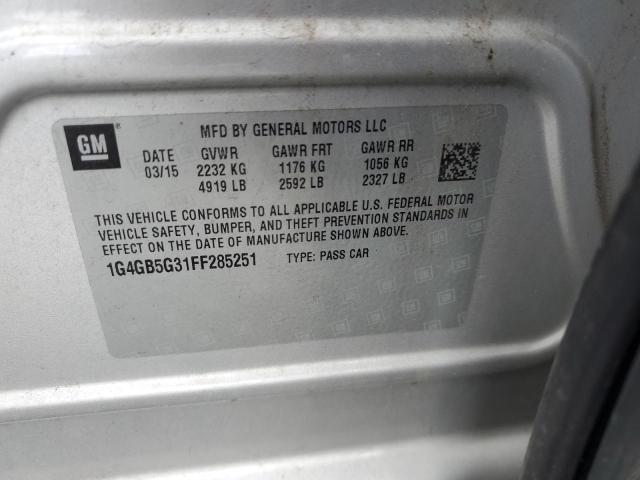 GM
MFD BY GENERAL MOTORS LLC
DATE GVWR GAWR FRT GAWR RR
03/15 2232 KG 1176 KG 1056 KG
4919 LB 2592 LB 2327 LB
THIS VEHICLE CONFORMS TO ALL APPLICABLE U.S. FEDERAL MOTOR
VEHICLE SAFETY, BUMPER, AND THEFT PREVENTION STANDARDS IN
EFFECT ON THE DATE OF MANUFACTURE SHOWN ABOVE.
1G4GB5G31FF285251 TYPE: PASS CAR